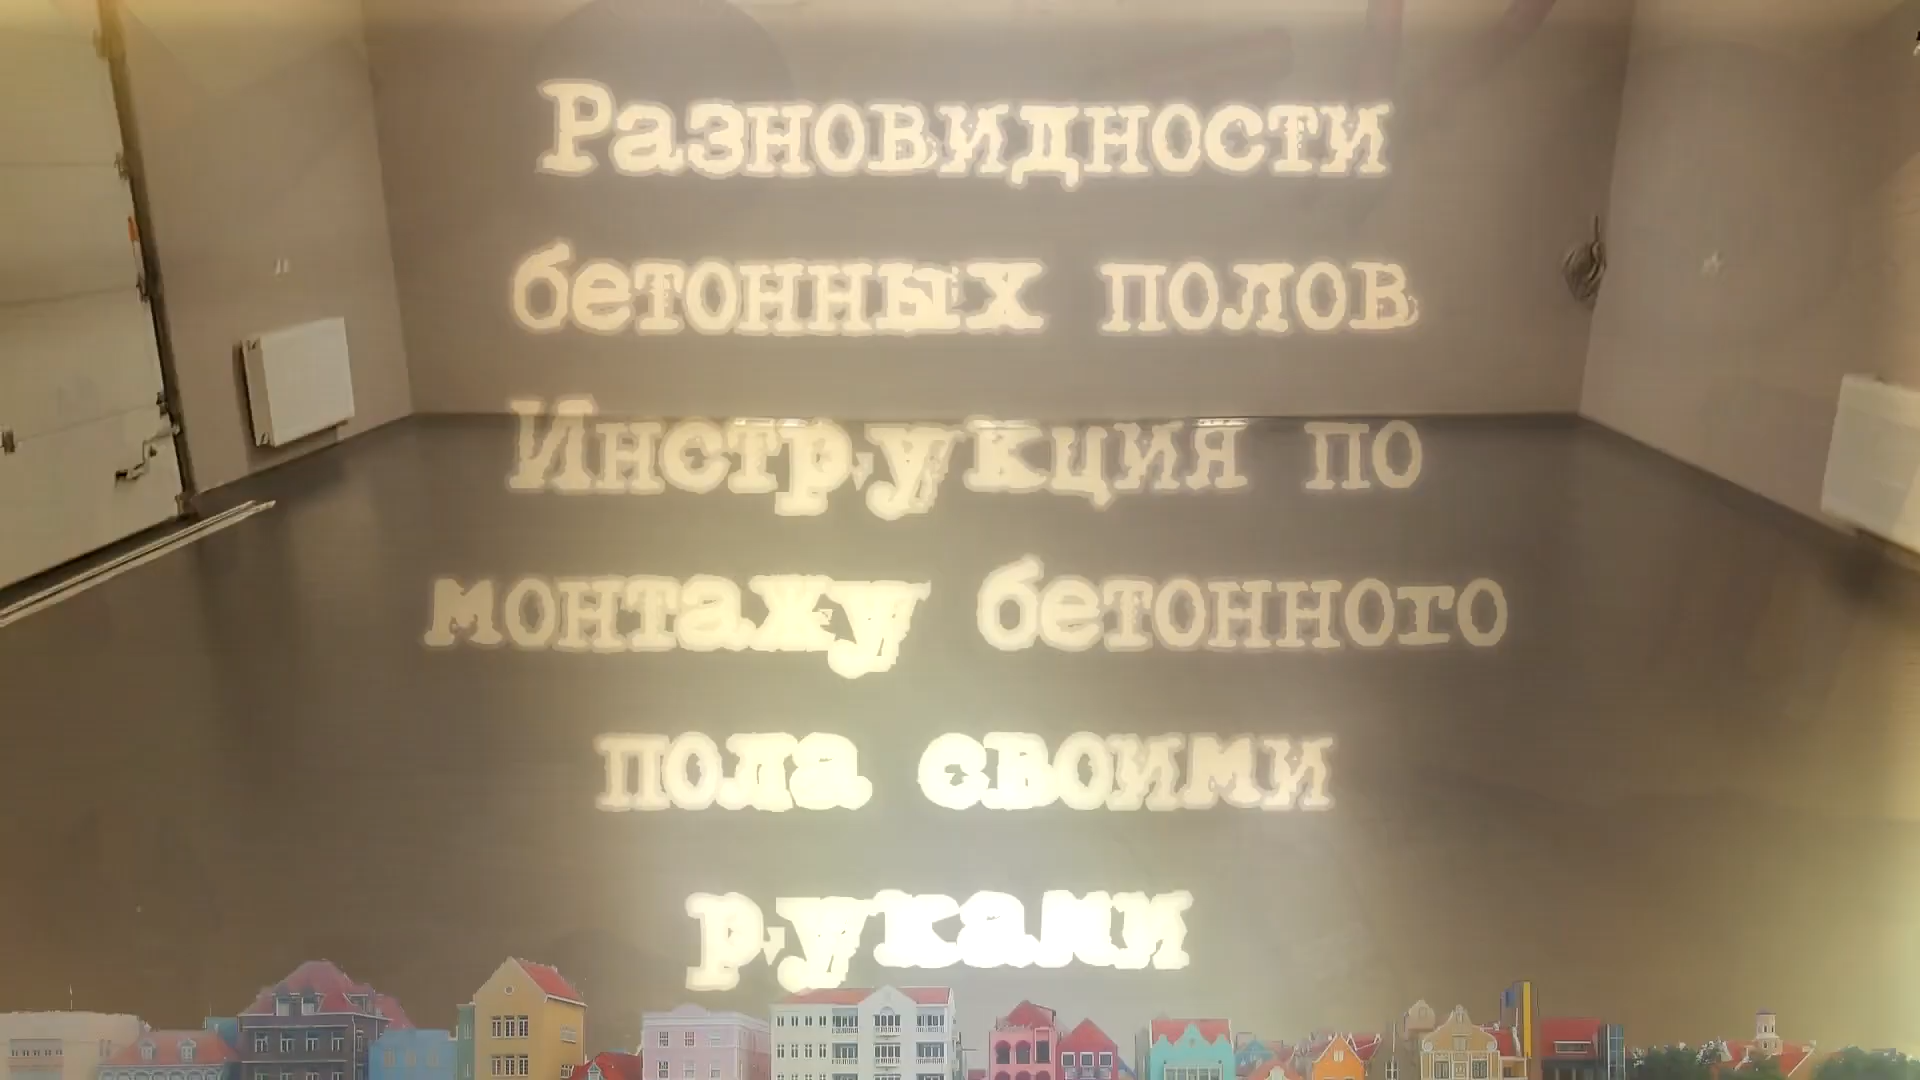 Разновидности
бетонных полов
Инструкция по
монтажу бетонного
пола своими
руками